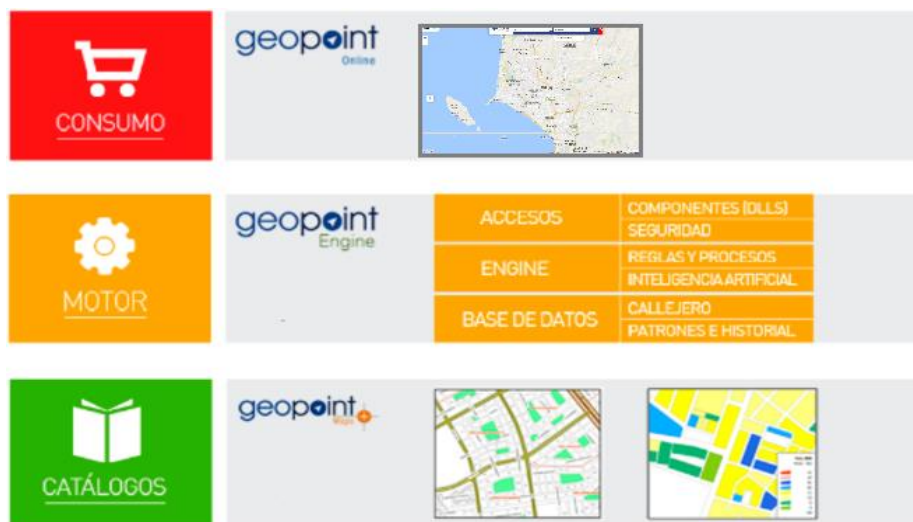 CONSUMO
geopoint
Online
MOTOR
geopoint
Engine
ACCESOS
COMPONENTES (DLLS)
SEGURIDAD
ENGINE
REGLAS Y PROCESOS
INTELIGENCIA ARTIFICIAL
BASE DE DATOS
CALLEJERO
PATRONES E HISTORIAL
CATÁLOGOS
geopoint
Maps